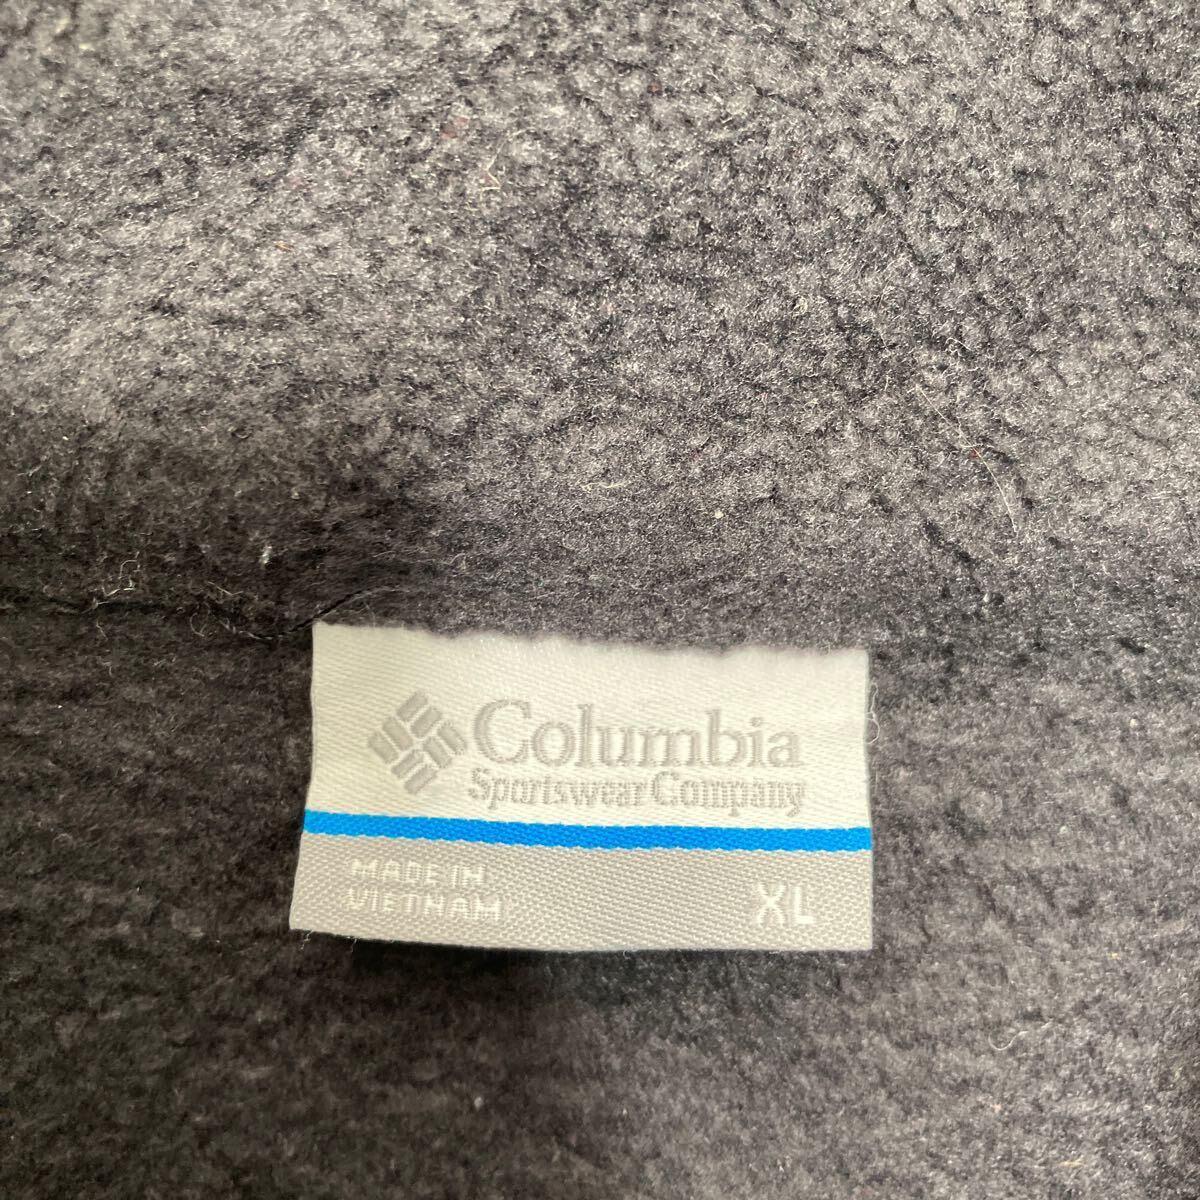 Columbia
Sportswear Company
MADE IN
VIETNAM
XL